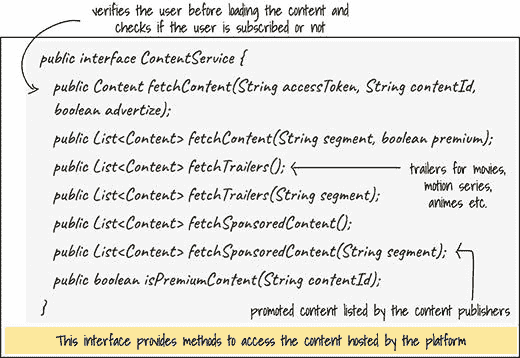 verifies the user before loading the content and
checks if the user is subscribed or not
public interface ContentService {
public Content fetchContent(String accessToken, String contentId,
boolean advertize);
public List<Content> fetchContent(String segment, boolean premium);
public List<Content> fetchTrailers();
trailers for movies,
motion series,
animes etc.
public List<Content> fetchTrailers(String segment);
public List<Content> fetchSponsoredContent();
public List<Content> fetchSponsoredContent(String segment);
public boolean isPremiumContent(String contentId);
promoted content listed by the content publishers
}
This interface provides methods to access the content hosted by the platform